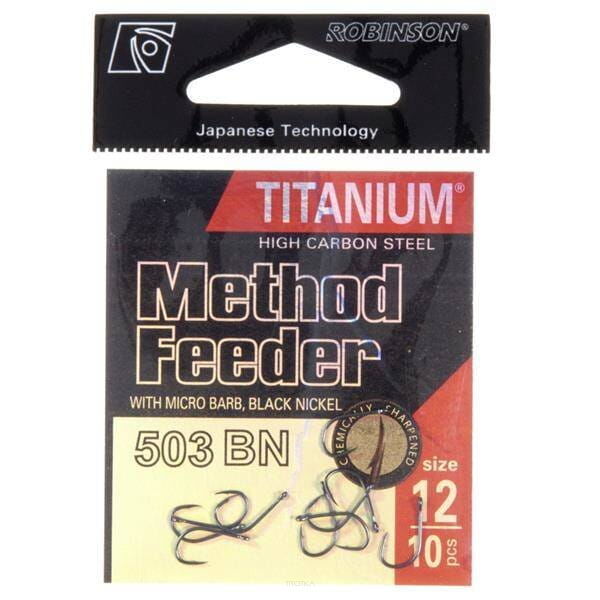 ROBINSON®
Japanese Technology
TITANIUM®
HIGH CARBON STEEL
Method
Feeder
WITH MICRO BARB, BLACK NICKEL
503 BN
CHEMICALLY SHARPENED
size
12
10 pcs